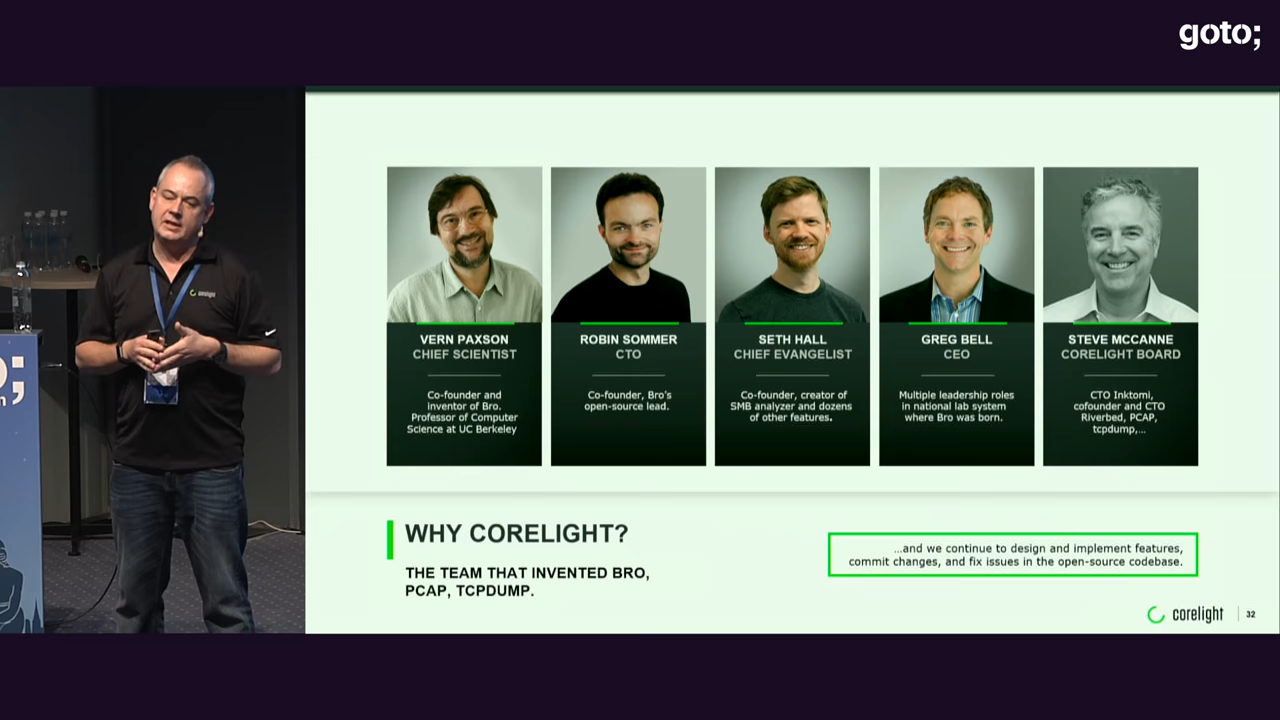 goto;
corelight
VERN PAXSON
CHIEF SCIENTIST
Co-founder and
inventor of Bro.
Professor of Computer
Science at UC Berkeley
ROBIN SOMMER
CTO
Co-founder, Bro's
open-source lead.
SETH HALL
CHIEF EVANGELIST
Co-founder, creator of
SMB analyzer and dozens
of other features.
GREG BELL
CEO
Multiple leadership roles
in national lab system
where Bro was born.
STEVE MCCANNE
CORELIGHT BOARD
CTO Inktomi,
cofounder and CTO
Riverbed, PCAP,
tcpdump,...
WHY CORELIGHT?
THE TEAM THAT INVENTED BRO,
PCAP, TCPDUMP.
...and we continue to design and implement features,
commit changes, and fix issues in the open-source codebase.
corelight
32